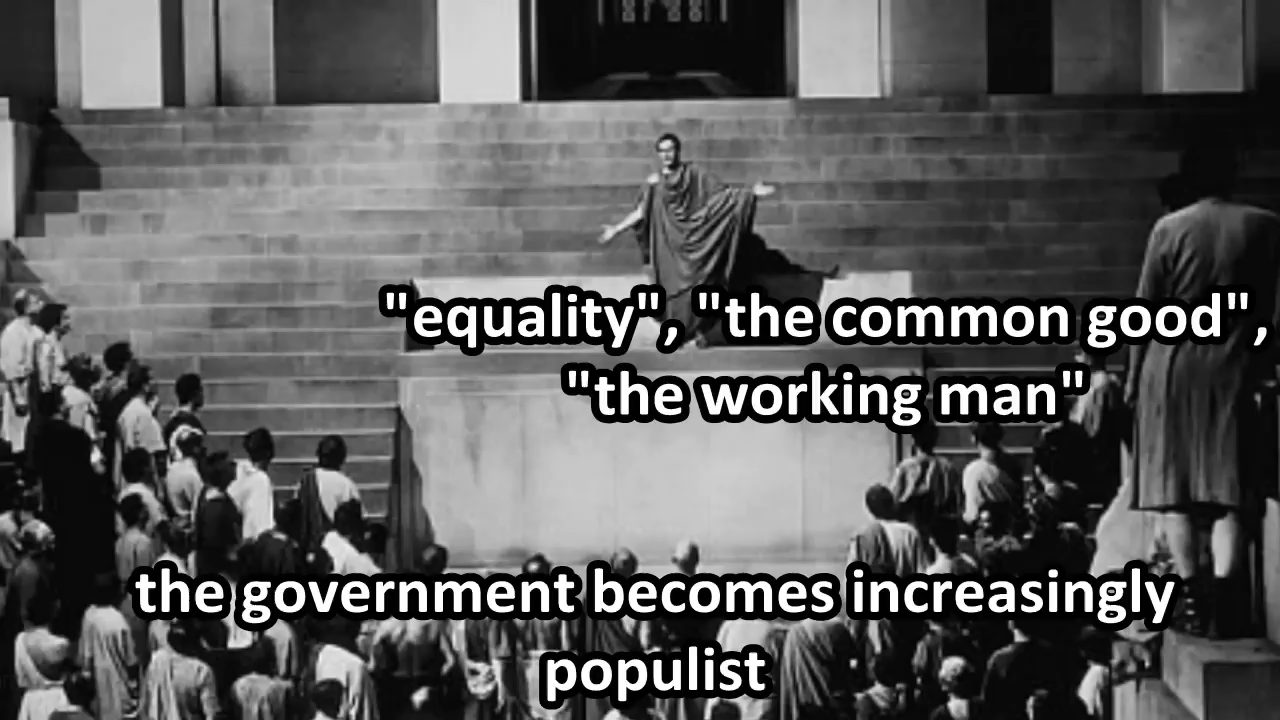 "equality", "the common good",
"the working man"
the government becomes increasingly
populist